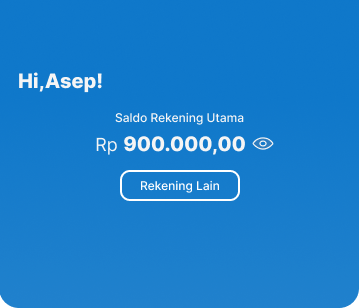 Hi,Asep!
Saldo Rekening Utama
Rp 900.000,00
Rekening Lain